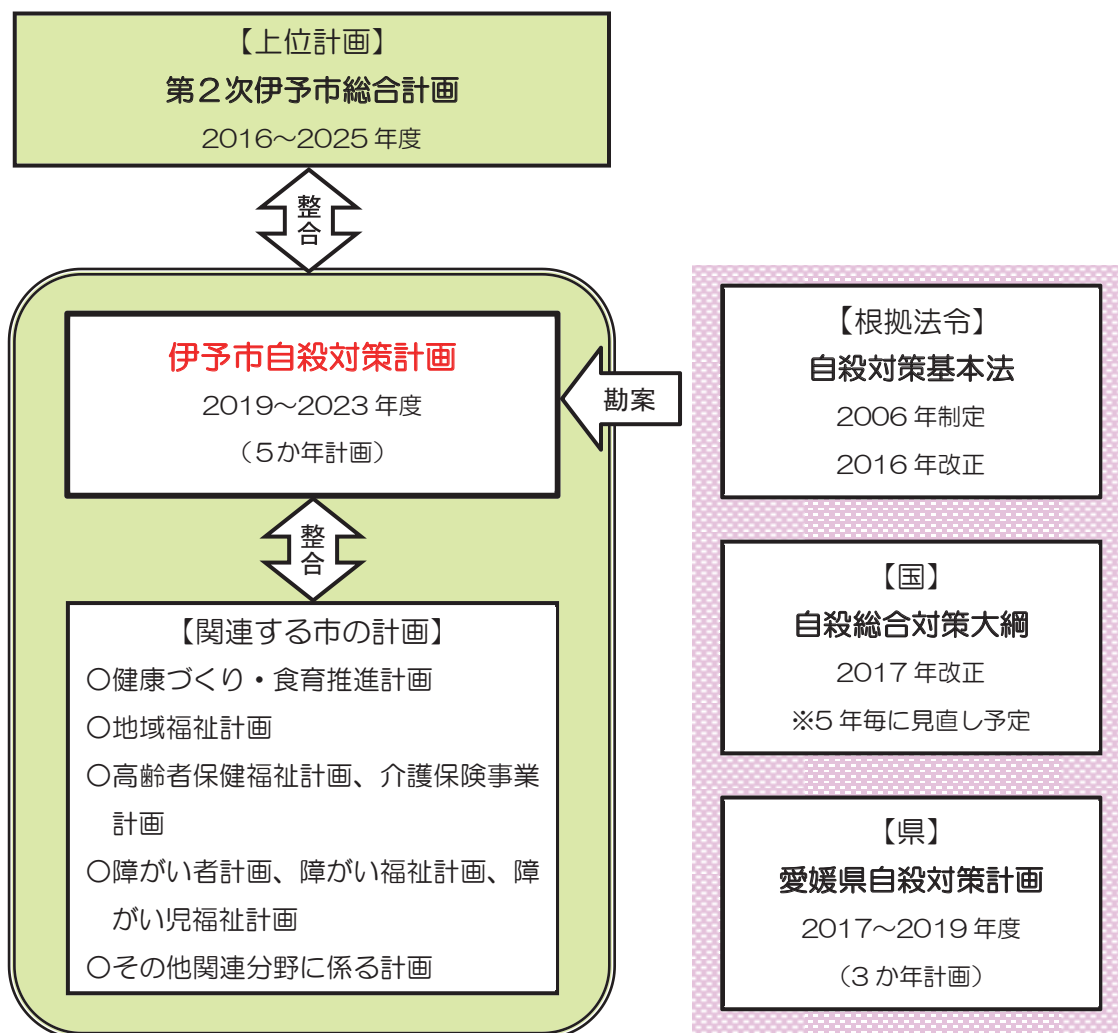 【上位計画】
第２次伊予市総合計画
2016～2025 年度
整合
伊予市自殺対策計画
2019～2023 年度
（５か年計画）
勘案
整合
【関連する市の計画】
○健康づくり・食育推進計画
○地域福祉計画
○高齢者保健福祉計画、介護保険事業
計画
○障がい者計画、障がい福祉計画、障
がい児福祉計画
○その他関連分野に係る計画
【根拠法令】
自殺対策基本法
2006 年制定
2016 年改正
【国】
自殺総合対策大綱
2017 年改正
※5 年毎に見直し予定
【県】
愛媛県自殺対策計画
2017～2019 年度
（3 か年計画）